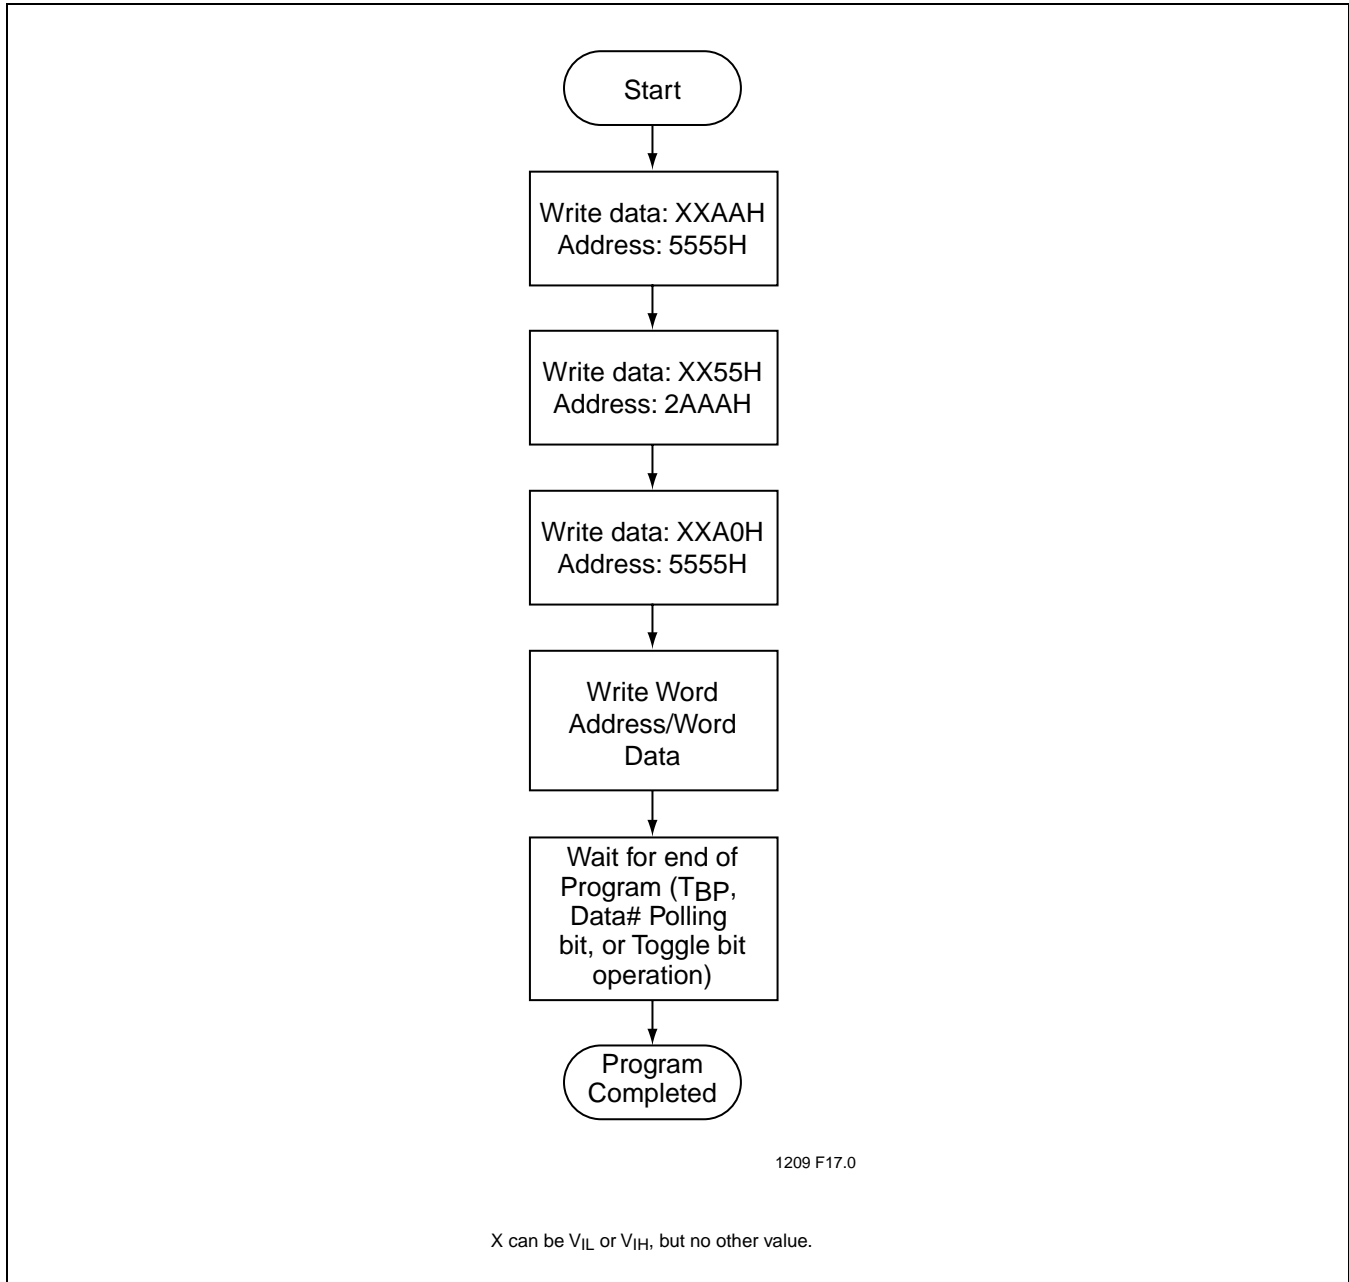 Start
Write data: XXAAH
Address: 5555H
Write data: XX55H
Address: 2AAAH
Write data: XXA0H
Address: 5555H
Write Word
Address/Word
Data
Wait for end of
Program (TBP,
Data# Polling
bit, or Toggle bit
operation)
Program
Completed
1209 F17.0
X can be VIL or VIH, but no other value.